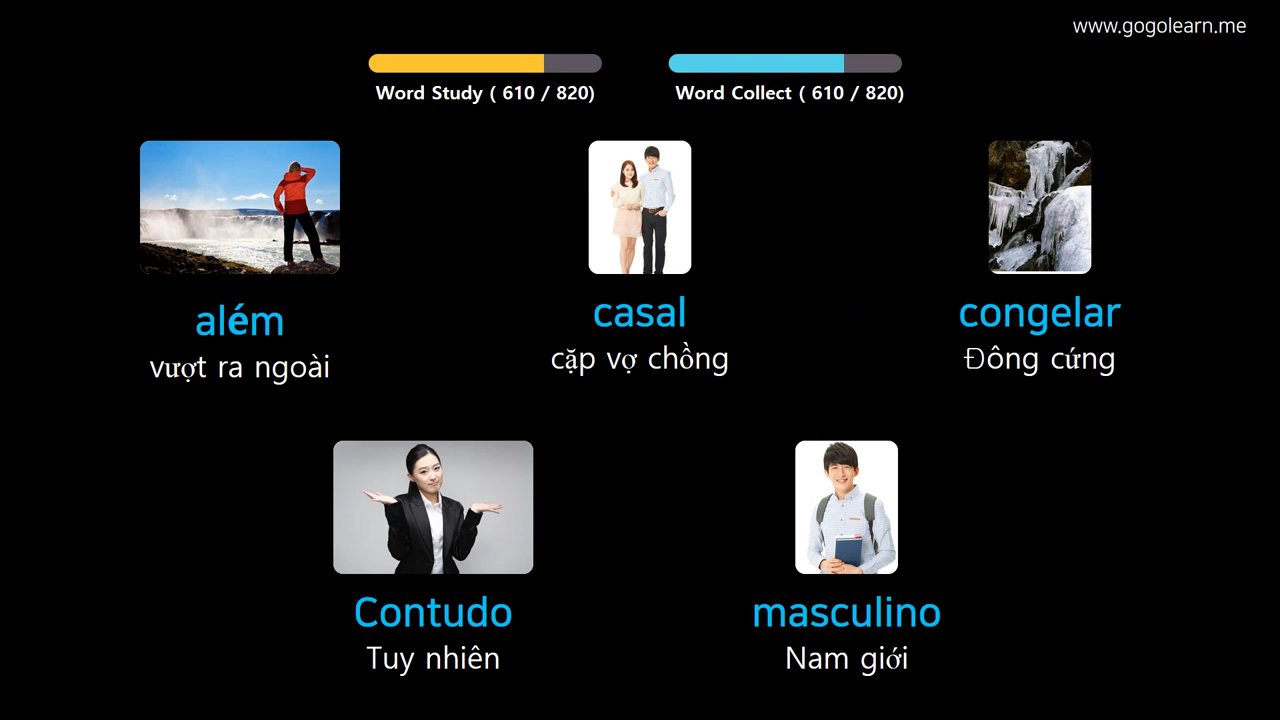 www.gogolearn.me
Word Study ( 610 / 820)
Word Collect ( 610 / 820)
além
vượt ra ngoài
casal
cặp vợ chồng
congelar
Đông cứng
Contudo
Tuy nhiên
masculino
Nam giới